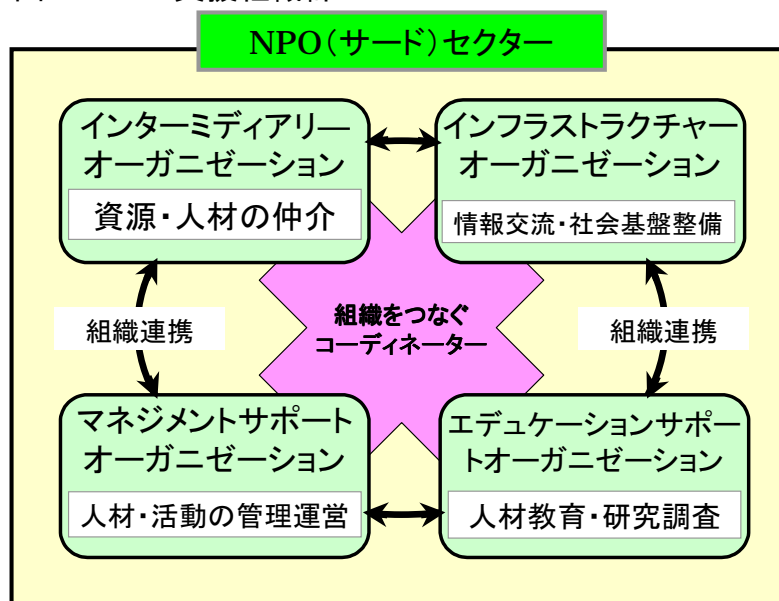 NPO(サード)セクター
インターミディアリー
オーガニゼーション
資源・人材の仲介
インフラストラクチャー
オーガニゼーション
情報交流・社会基盤整備
組織連携
組織をつなぐ
コーディネーター
組織連携
マネジメントサポート
オーガニゼーション
人材・活動の管理運営
エデュケーションサポー
トオーガニゼーション
人材教育・研究調査